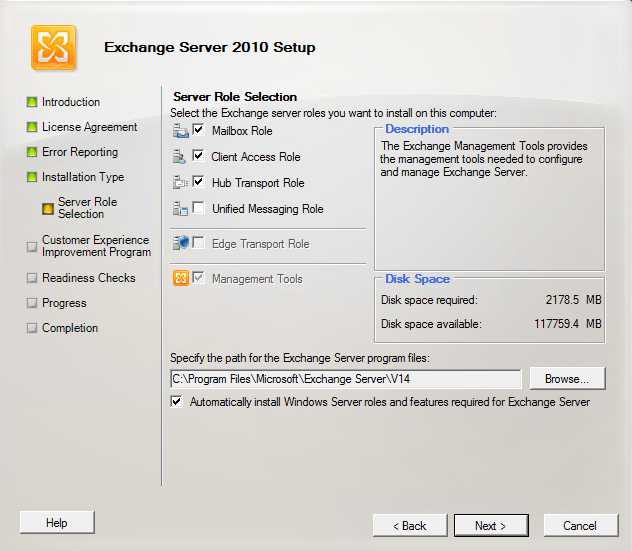 Exchange Server 2010 Setup
Introduction
License Agreement
Error Reporting
Installation Type
Server Role
Selection
Customer Experience
Improvement Program
Readiness Checks
Progress
Completion
Server Role Selection
Select the Exchange server roles you want to install on this computer:
Mailbox Role
Client Access Role
Hub Transport Role
Unified Messaging Role
Edge Transport Role
Management Tools
Description
The Exchange Management Tools provides
the management tools needed to configure
and manage Exchange Server.
Disk Space
Disk space required: 2178.5 MB
Disk space available: 117759.4 MB
Specify the path for the Exchange Server program files:
C:\Program Files\Microsoft\Exchange Server\V14
Browse...
Automatically install Windows Server roles and features required for Exchange Server
Help
< Back
Next >
Cancel